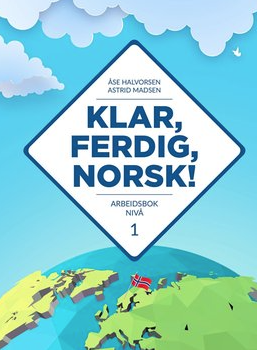 ÅSE HALVORSEN
ASTRID MADSEN
KLAR,
FERDIG,
NORSK!
ARBEIDSBOK
NIVÅ
1